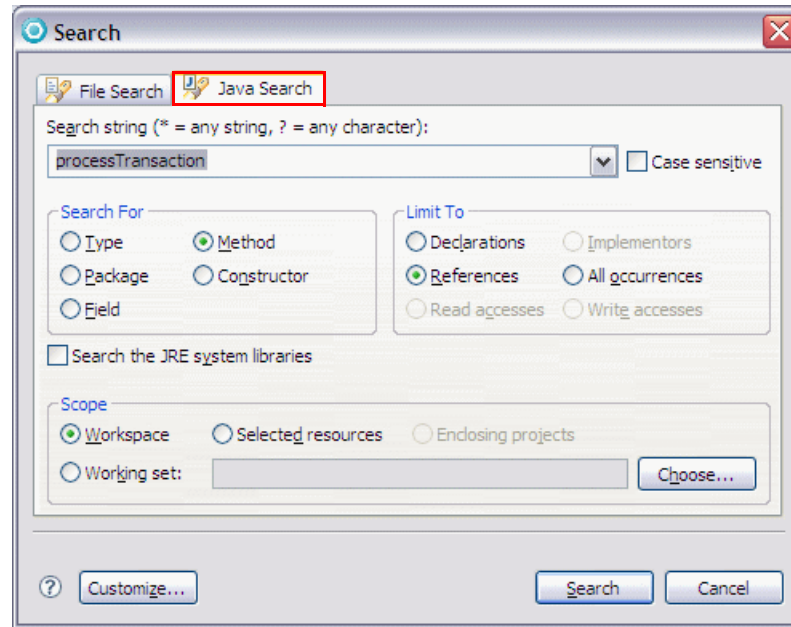 Search
File Search Java Search
Search string (* = any string, ? = any character):
processTransaction Case sensitive
Search For Limit To
Type Method Declarations Implementors
Package Constructor References All occurrences
Field Read accesses Write accesses
Search the JRE system libraries
Scope
Workspace Selected resources Enclosing projects
Working set: Choose...
? Customize... Search Cancel